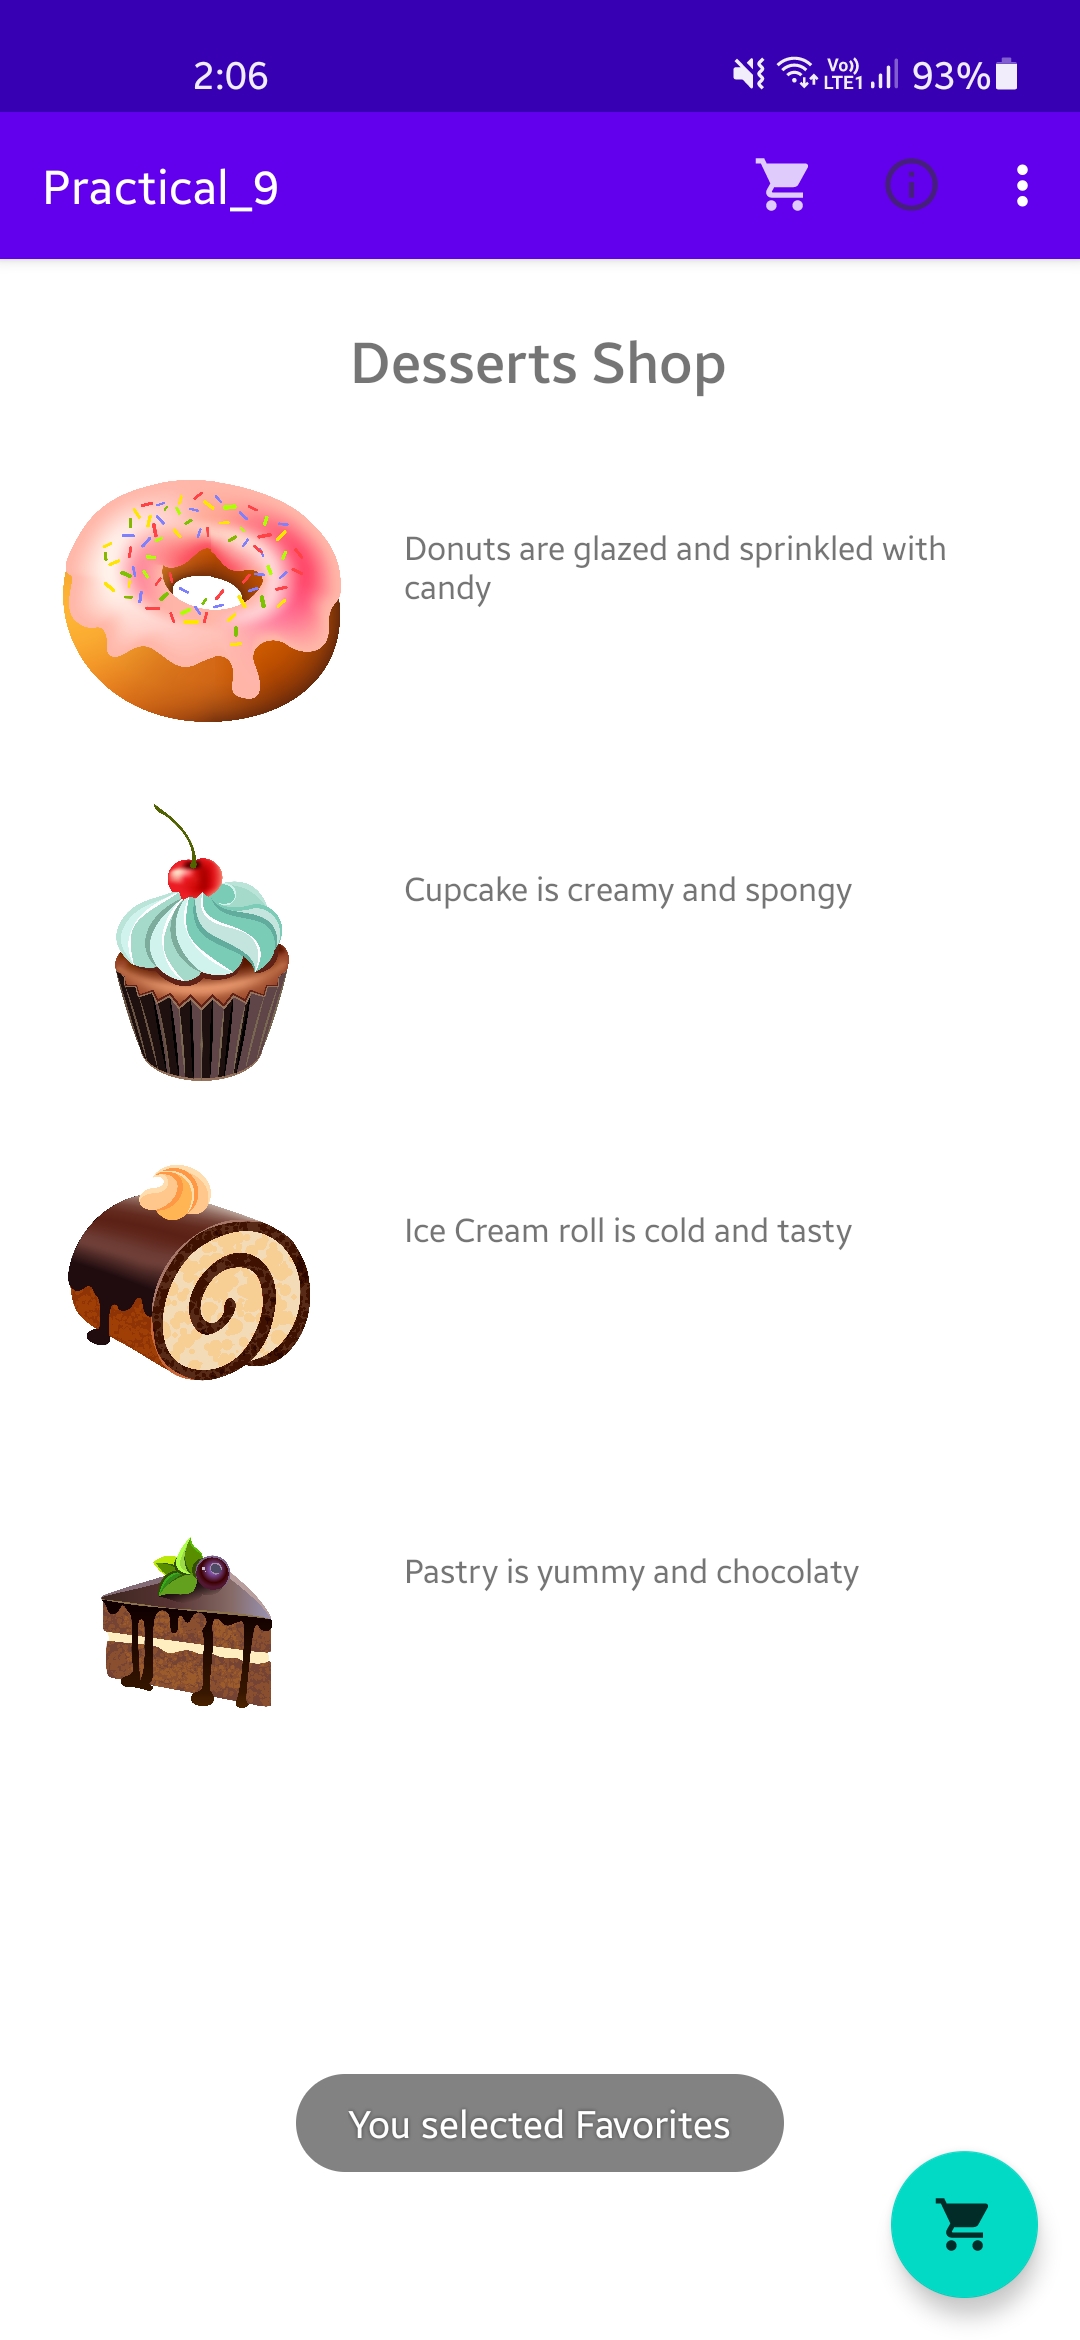 2:06
Vo)) LTE1 93%
Practical_9
Desserts Shop
Donuts are glazed and sprinkled with
candy
Cupcake is creamy and spongy
Ice Cream roll is cold and tasty
Pastry is yummy and chocolaty
You selected Favorites